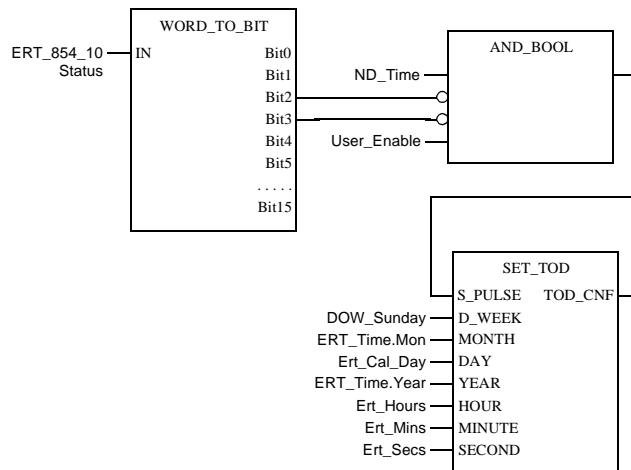 WORD_TO_BIT
ERT_854_10
Status
IN
Bit0
Bit1
Bit2
Bit3
Bit4
Bit5
. . . . .
Bit15
AND_BOOL
ND_Time
User_Enable
SET_TOD
S_PULSE TOD_CNF
DOW_Sunday D_WEEK
ERT_Time.Mon MONTH
Ert_Cal_Day DAY
ERT_Time.Year YEAR
Ert_Hours HOUR
Ert_Mins MINUTE
Ert_Secs SECOND